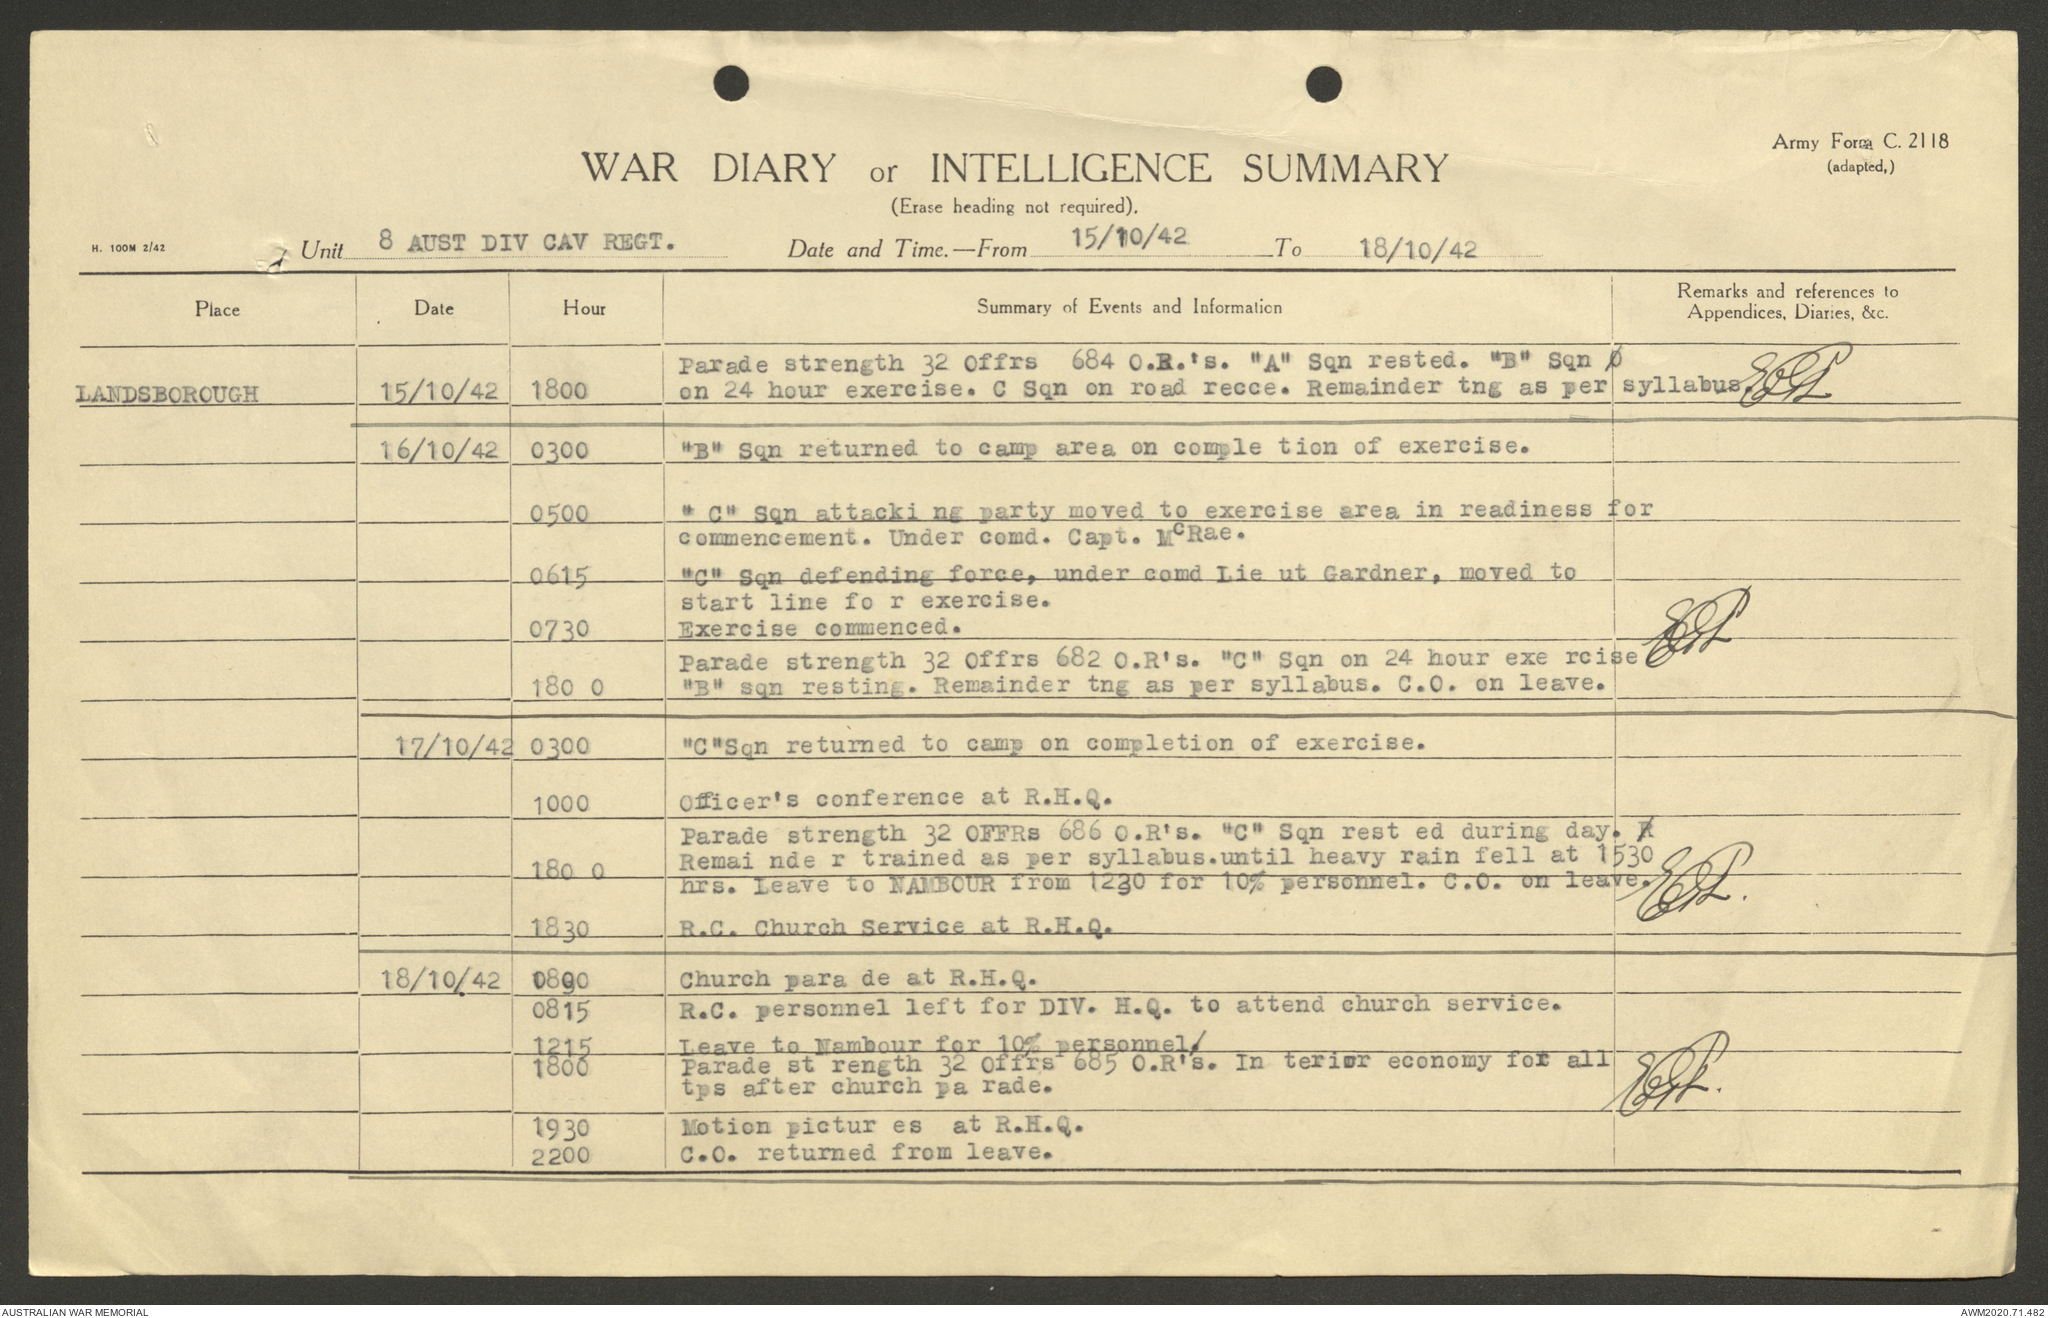 Army Form C. 2118
(adapted,)
WAR DIARY or INTELLIGENCE SUMMARY
(Erase heading not required).
H. 100M 2/42
Unit 8 AUST DIV CAV REGT. Date and Time.—From 15/10/42 To 18/10/42
Place Date Hour Summary of Events and Information Remarks and references to
Appendices, Diaries, &c.
Parade strength 32 Offrs 684 O.R.'s. "A" Sqn rested. "B" Sqn
LANDSBOROUGH 15/10/42 1800 on 24 hour exercise. C Sqn on road recce. Remainder tng as per syllabus.
16/10/42 0300 "B" Sqn returned to camp area on comple tion of exercise.
0500 " C" Sqn attacki ng party moved to exercise area in readiness for
commencement. Under comd. Capt. McRae.
0615 "C" Sqn defending force, under comd Lie ut Gardner, moved to
start line fo r exercise.
0730 Exercise commenced.
Parade strength 32 Offrs 682 O.R's. "C" Sqn on 24 hour exe rcise
180 0 "B" sqn resting. Remainder tng as per syllabus. C.O. on leave.
17/10/42 0300 "C"Sqn returned to camp on completion of exercise.
1000 Officer's conference at R.H.Q.
Parade strength 32 OFFRs 686 O.R's. "C" Sqn rest ed during day.
180 0 Remai nde r trained as per syllabus.until heavy rain fell at 1530
hrs. Leave to NAMBOUR from 1230 for 10% personnel. C.O. on leave.
1830 R.C. Church Service at R.H.Q.
18/10/42 0800 Church para de at R.H.Q.
0815 R.C. personnel left for DIV. H.Q. to attend church service.
1215 Leave to Nambour for 10% personnel
1800 Parade st rength 32 Offrs 685 O.R's. In terior economy for all
tps after church pa rade.
1930 Motion pictur es at R.H.Q.
2200 C.O. returned from leave.
AUSTRALIAN WAR MEMORIAL AWM2020.71.482